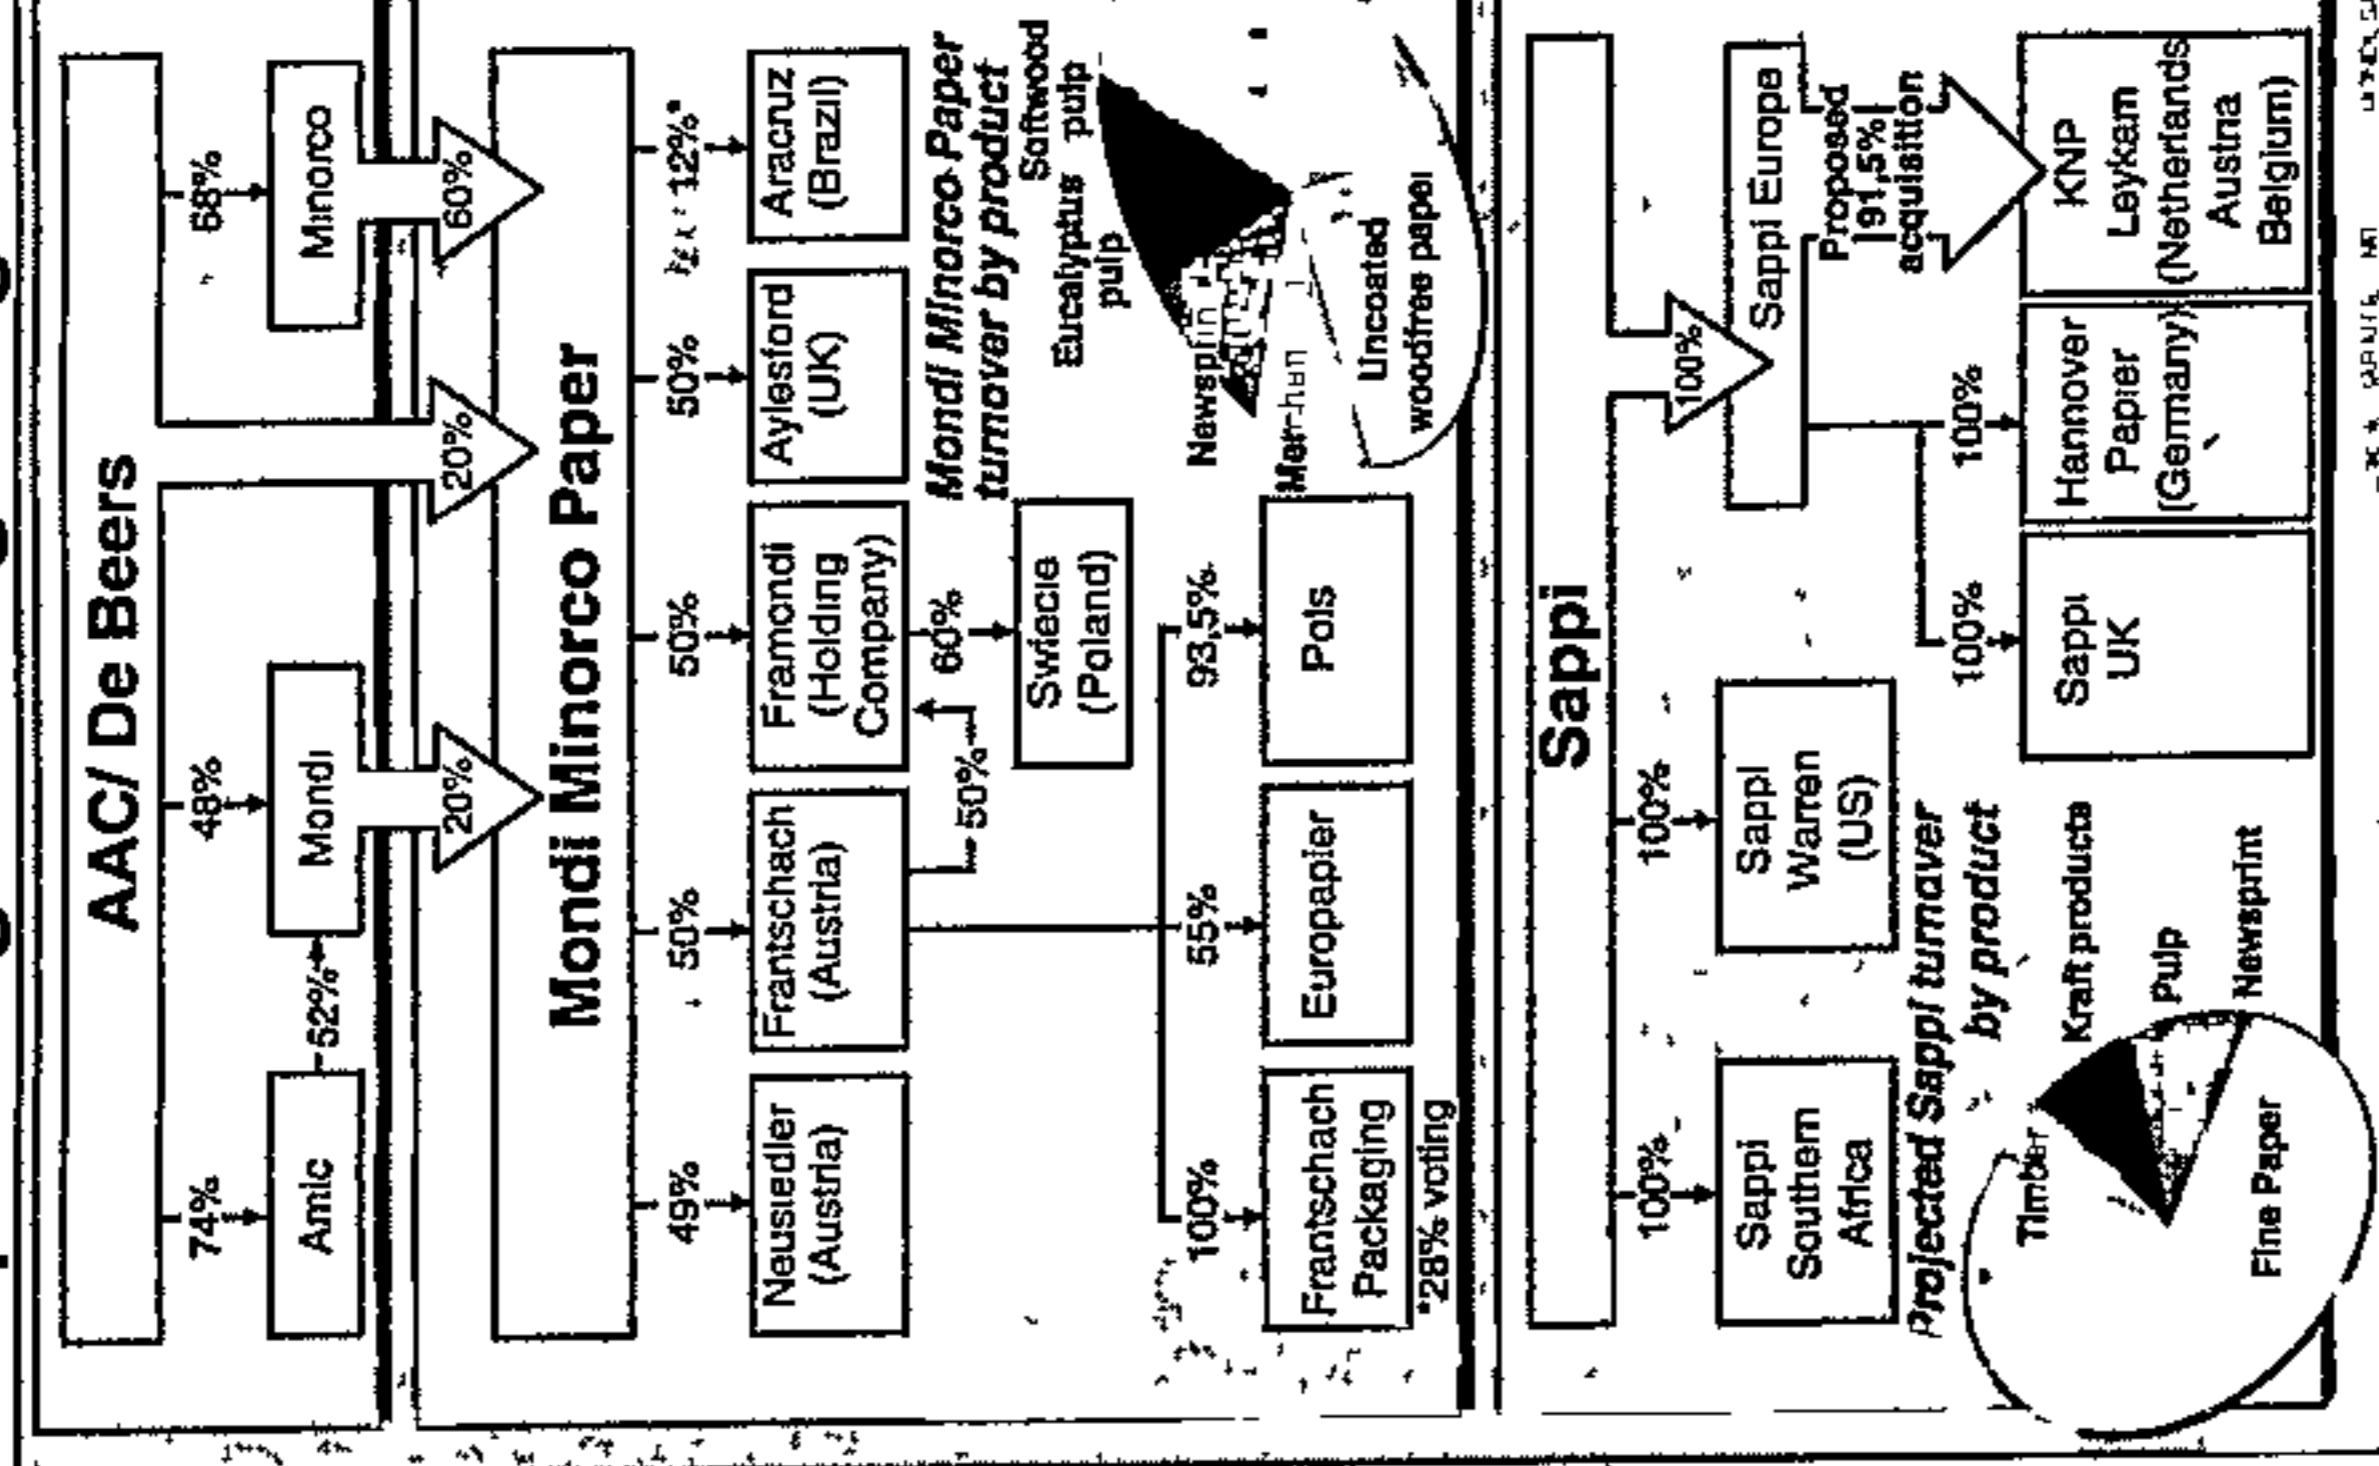 AAC/ De Beers
74%
48%
68%
Amic
52%
Mondi
Minorco
20%
20%
60%
Mondi Minorco Paper
49%
50%
50%
50%
12%*
Neusiedler
(Austria)
Frantschach
(Austria)
Framondi
(Holding
Company)
Aylesford
(UK)
Aracruz
(Brazil)
50%
60%
Swiecie
(Poland)
100%
55%
93,5%
Frantschach
Packaging
Europapier
Pols
*28% voting
Mondi Minorco Paper
turnover by product
Softwood
pulp
Eucalyptus
pulp
Uncoated
woodfree paper
Sappi
100%
100%
100%
Sappi
Southern
Africa
Sappi
Warren
(US)
Sappi Europe
Proposed
91,5%
acquisition
100%
100%
Sappi
UK
Hannover
Papier
(Germany)
KNP
Leykam
(Netherlands
Austria
Belgium)
Projected Sappi turnover
by product
Timber
Kraft products
Pulp
Newsprint
Fine Paper